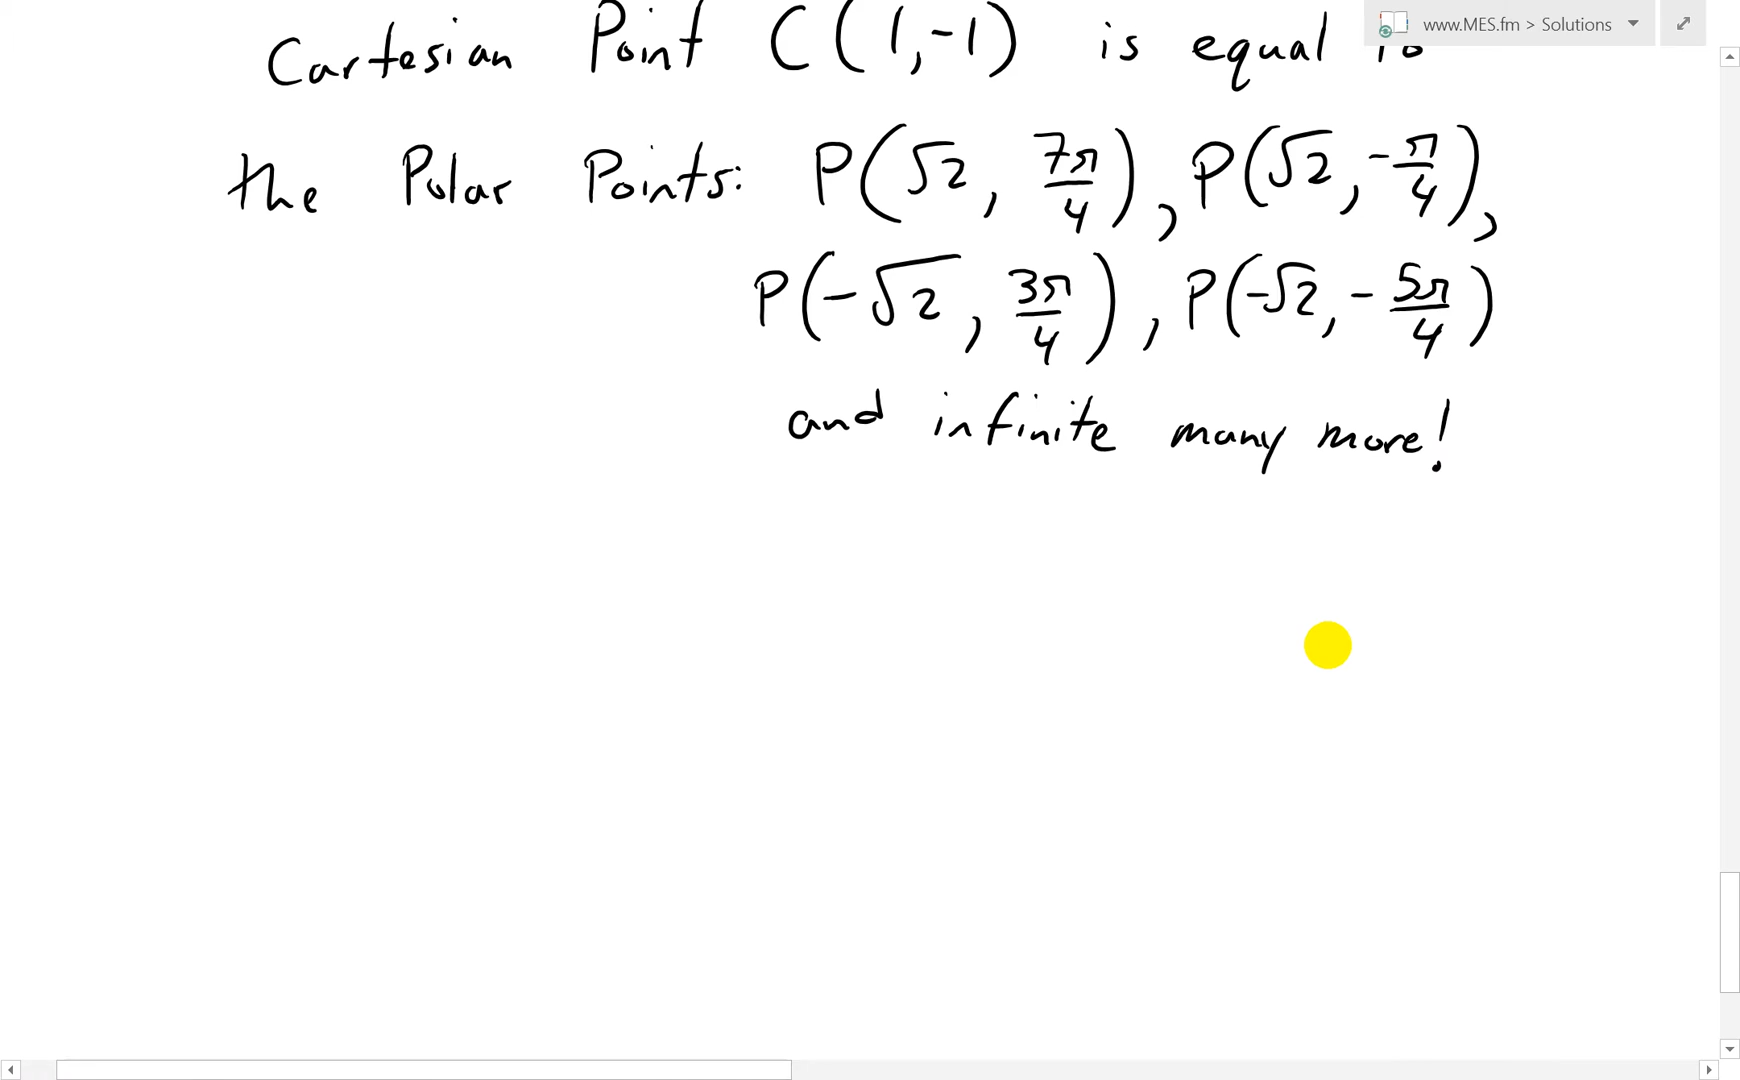 www.MES.fm > Solutions
Cartesian Point C(1,-1) is equal to
the Polar Points: P(√2, 7π/4), P(√2, -π/4),
P(-√2, 3π/4), P(-√2, -5π/4)
and infinite many more!